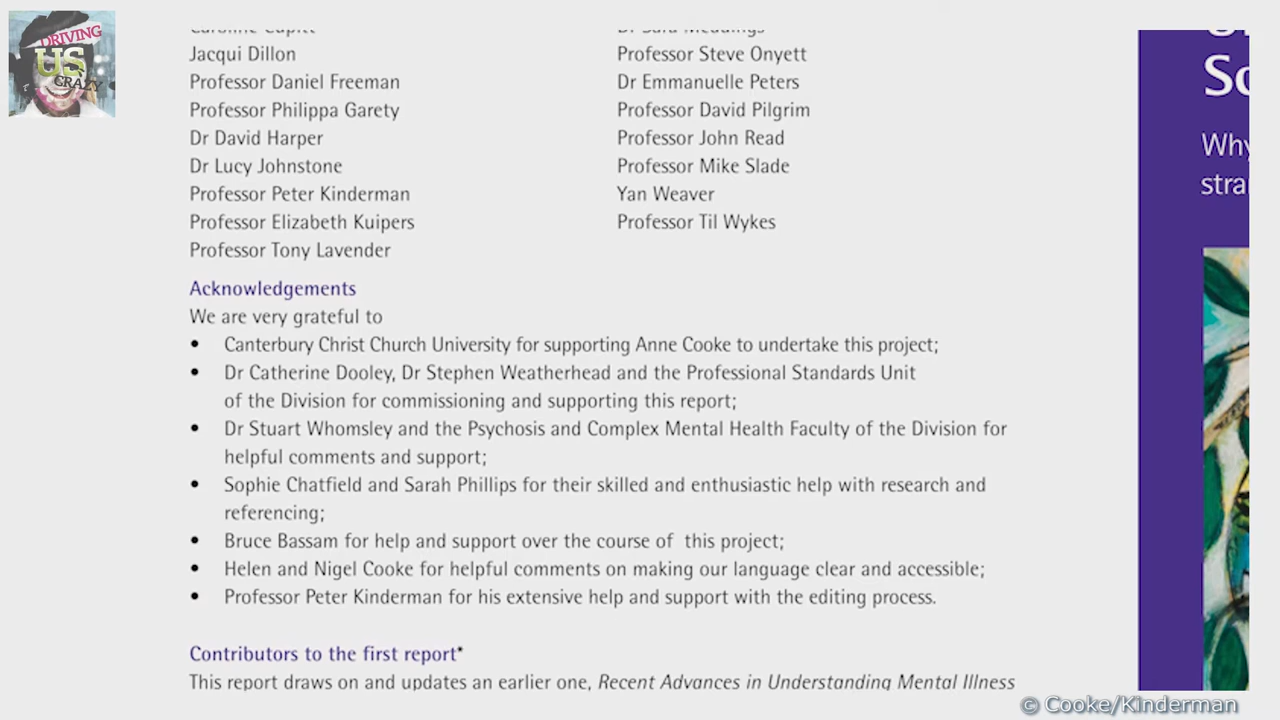 DRIVING
US
CRAZY
Jacqui Dillon
Professor Daniel Freeman
Professor Philippa Garety
Dr David Harper
Dr Lucy Johnstone
Professor Peter Kinderman
Professor Elizabeth Kuipers
Professor Tony Lavender
Professor Steve Onyett
Dr Emmanuelle Peters
Professor David Pilgrim
Professor John Read
Professor Mike Slade
Yan Weaver
Professor Til Wykes
Acknowledgements
We are very grateful to
• Canterbury Christ Church University for supporting Anne Cooke to undertake this project;
• Dr Catherine Dooley, Dr Stephen Weatherhead and the Professional Standards Unit
of the Division for commissioning and supporting this report;
• Dr Stuart Whomsley and the Psychosis and Complex Mental Health Faculty of the Division for
helpful comments and support;
• Sophie Chatfield and Sarah Phillips for their skilled and enthusiastic help with research and
referencing;
• Bruce Bassam for help and support over the course of  this project;
• Helen and Nigel Cooke for helpful comments on making our language clear and accessible;
• Professor Peter Kinderman for his extensive help and support with the editing process.
Contributors to the first report*
This report draws on and updates an earlier one, Recent Advances in Understanding Mental Illness
Why
© Cooke/Kinderman